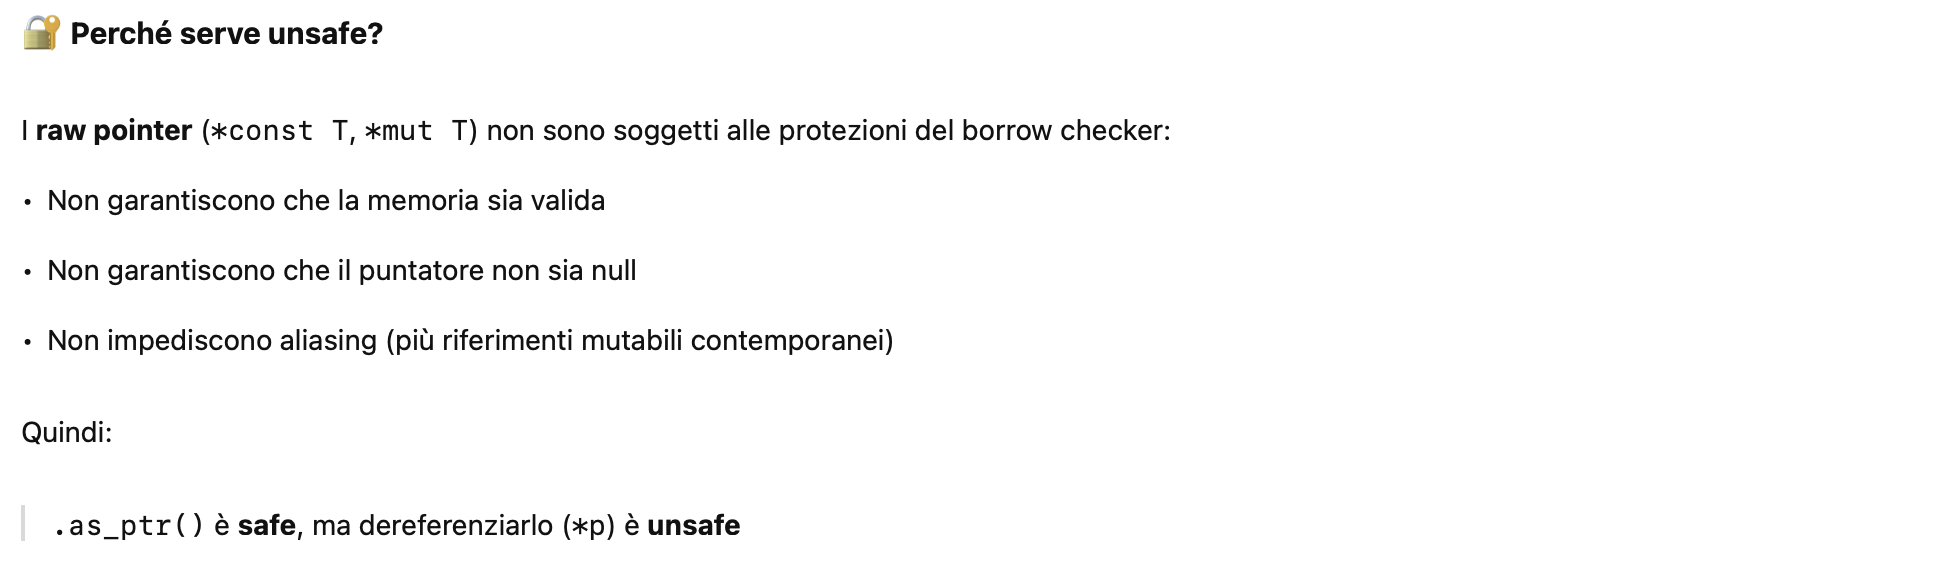 🔐 Perché serve unsafe?
I raw pointer (*const T, *mut T) non sono soggetti alle protezioni del borrow checker:
• Non garantiscono che la memoria sia valida
• Non garantiscono che il puntatore non sia null
• Non impediscono aliasing (più riferimenti mutabili contemporanei)
Quindi:
.as_ptr() è safe, ma dereferenziarlo (*p) è unsafe